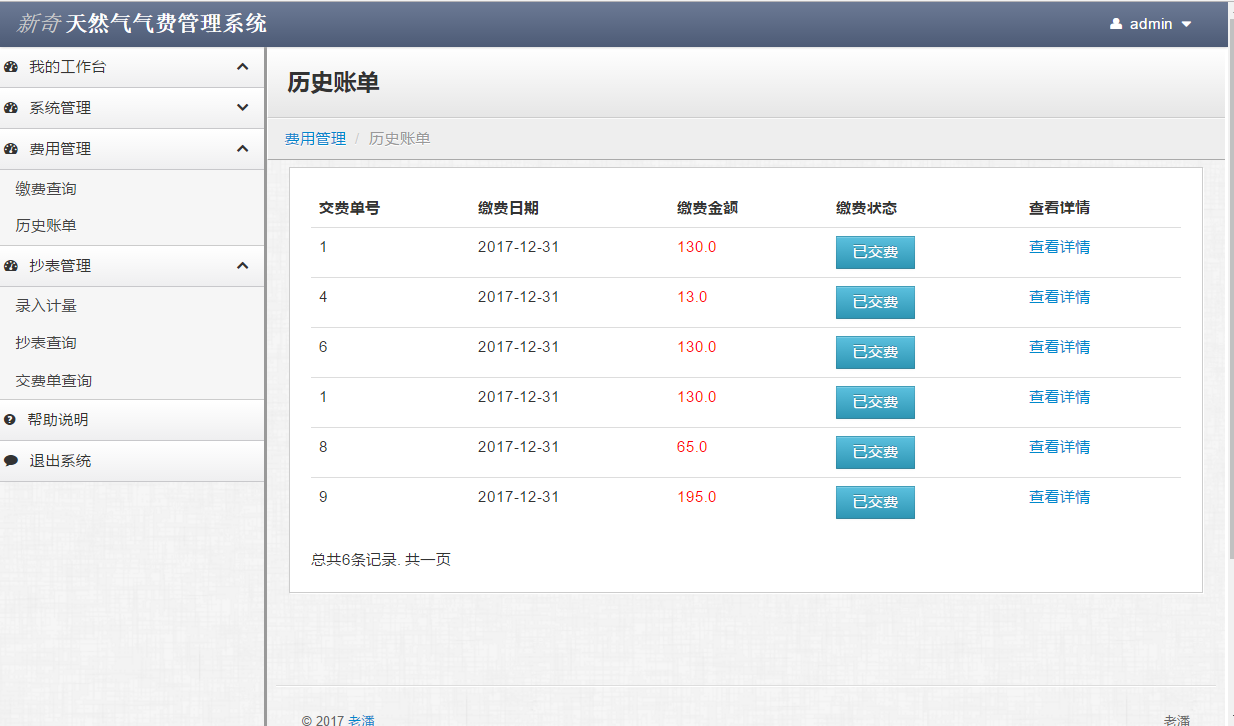 新奇 天然气气费管理系统
admin
我的工作台
系统管理
费用管理
缴费查询
历史账单
抄表管理
录入计量
抄表查询
交费单查询
帮助说明
退出系统
历史账单
费用管理 / 历史账单
交费单号 缴费日期 缴费金额 缴费状态 查看详情
1 2017-12-31 130.0 已交费 查看详情
4 2017-12-31 13.0 已交费 查看详情
6 2017-12-31 130.0 已交费 查看详情
1 2017-12-31 130.0 已交费 查看详情
8 2017-12-31 65.0 已交费 查看详情
9 2017-12-31 195.0 已交费 查看详情
总共6条记录. 共一页
© 2017 老潘
老潘